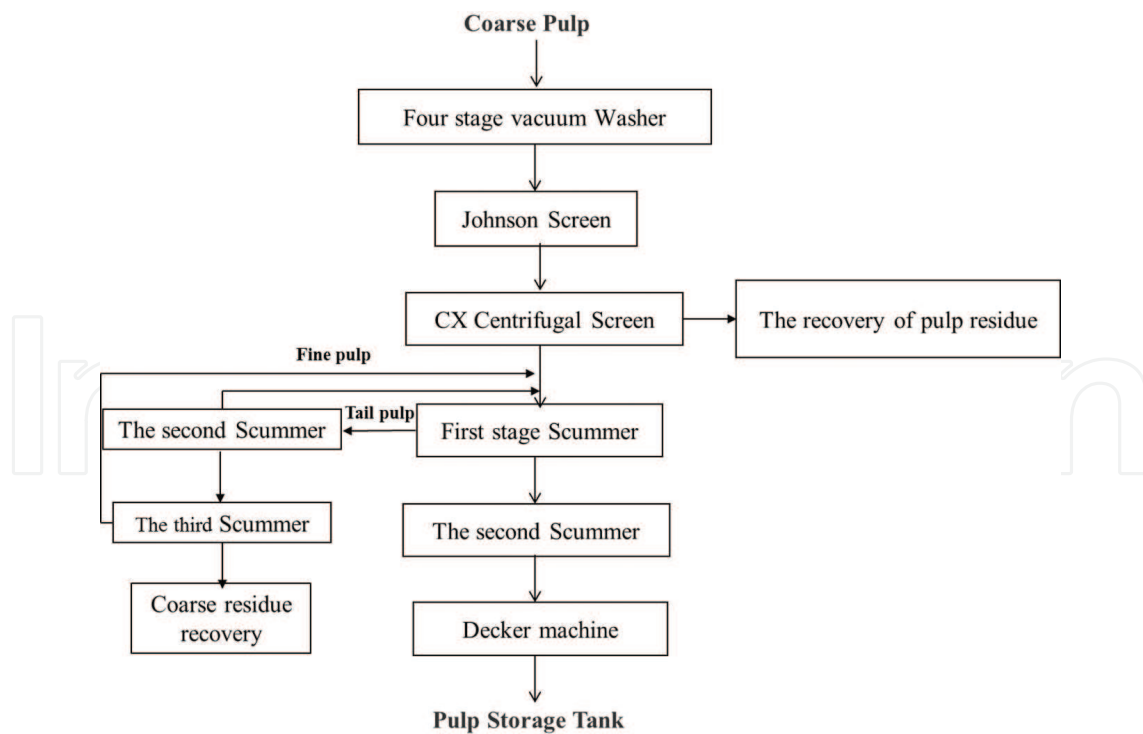 Coarse Pulp
Four stage vacuum Washer
Johnson Screen
CX Centrifugal Screen
The recovery of pulp residue
Fine pulp
Tail pulp
The second Scummer
First stage Scummer
The third Scummer
The second Scummer
Coarse residue
recovery
Decker machine
Pulp Storage Tank